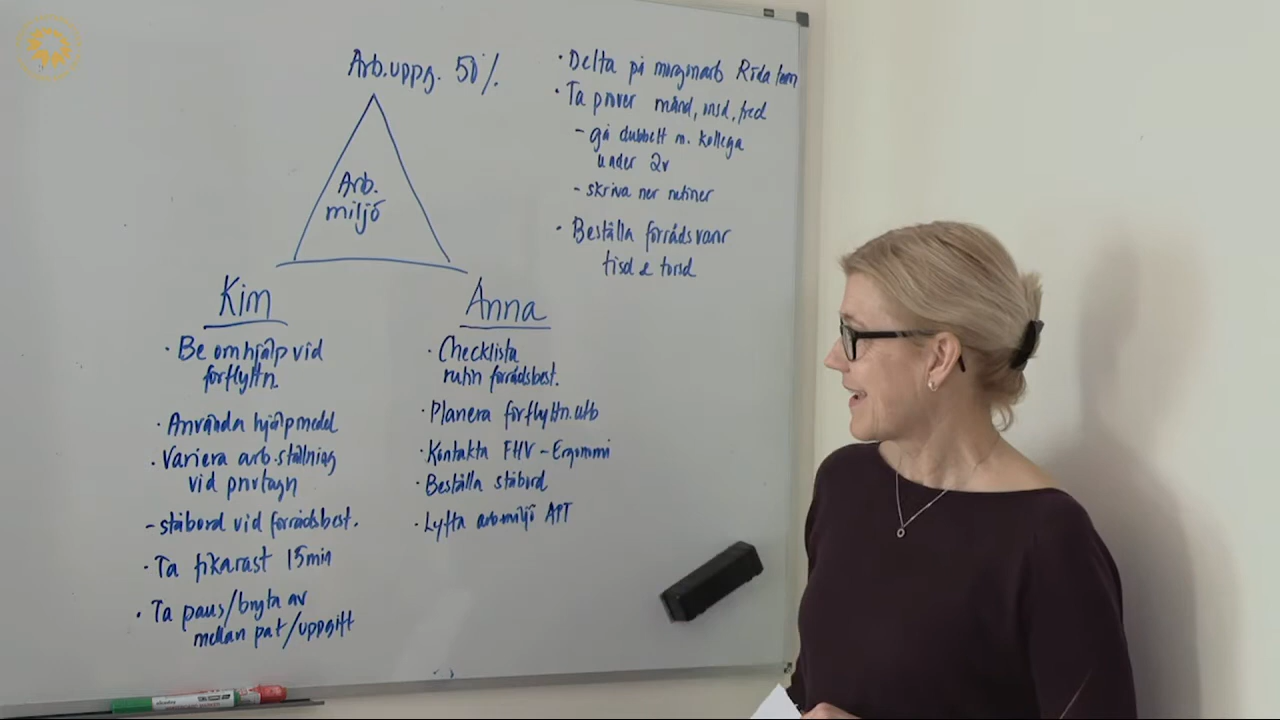 Arb.uppg. 50%
Arb.
miljö
· Delta på morgonarb Röda team
· Ta prover månd, onsd, fred
- gå dubbelt m. kollega
under 2v
- skriva ner rutiner
· Beställa förrådsvaror
tisd & torsd
Kim
· Be om hjälp vid
förflyttn.
· Använda hjälpmedel
· Variera arb.ställning
vid provtagn
- ståbord vid förrådsbest.
· Ta fikarast 15min
· Ta paus/bryta av
mellan pat/uppgift
Anna
· Checklista
rutin förrådsbest.
· Planera förflyttn.utb
· Kontakta FHV - Ergonomi
· Beställa ståbord
· Lyfta arb.miljö APT